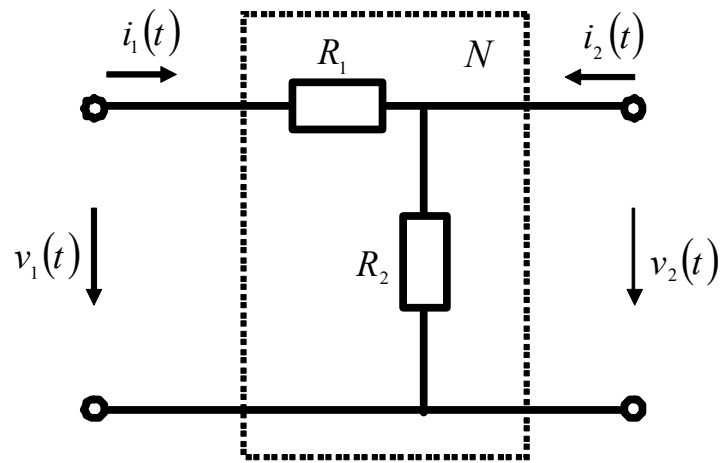 i₁(t)
R₁
N
i₂(t)
v₁(t)
R₂
v₂(t)